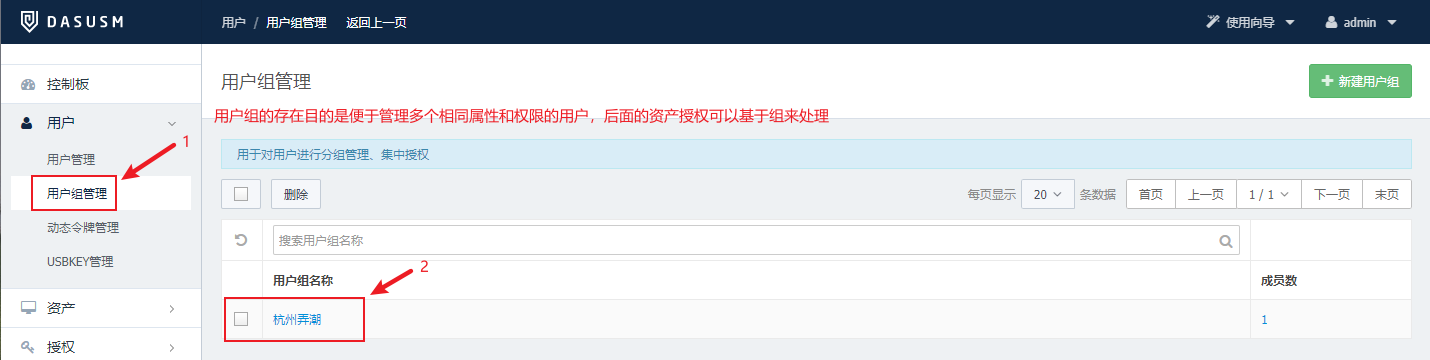 DASUSM
用户 / 用户组管理 返回上一页
使用向导
admin
控制板
用户
用户管理
用户组管理
动态令牌管理
USBKEY管理
资产
授权
1
用户组管理
新建用户组
用户组的存在目的是便于管理多个相同属性和权限的用户，后面的资产授权可以基于组来处理
用于对用户进行分组管理、集中授权
删除
每页显示 20 条数据 首页 上一页 1 / 1 下一页 末页
搜索用户组名称
2
用户组名称 成员数
杭州弄潮 1